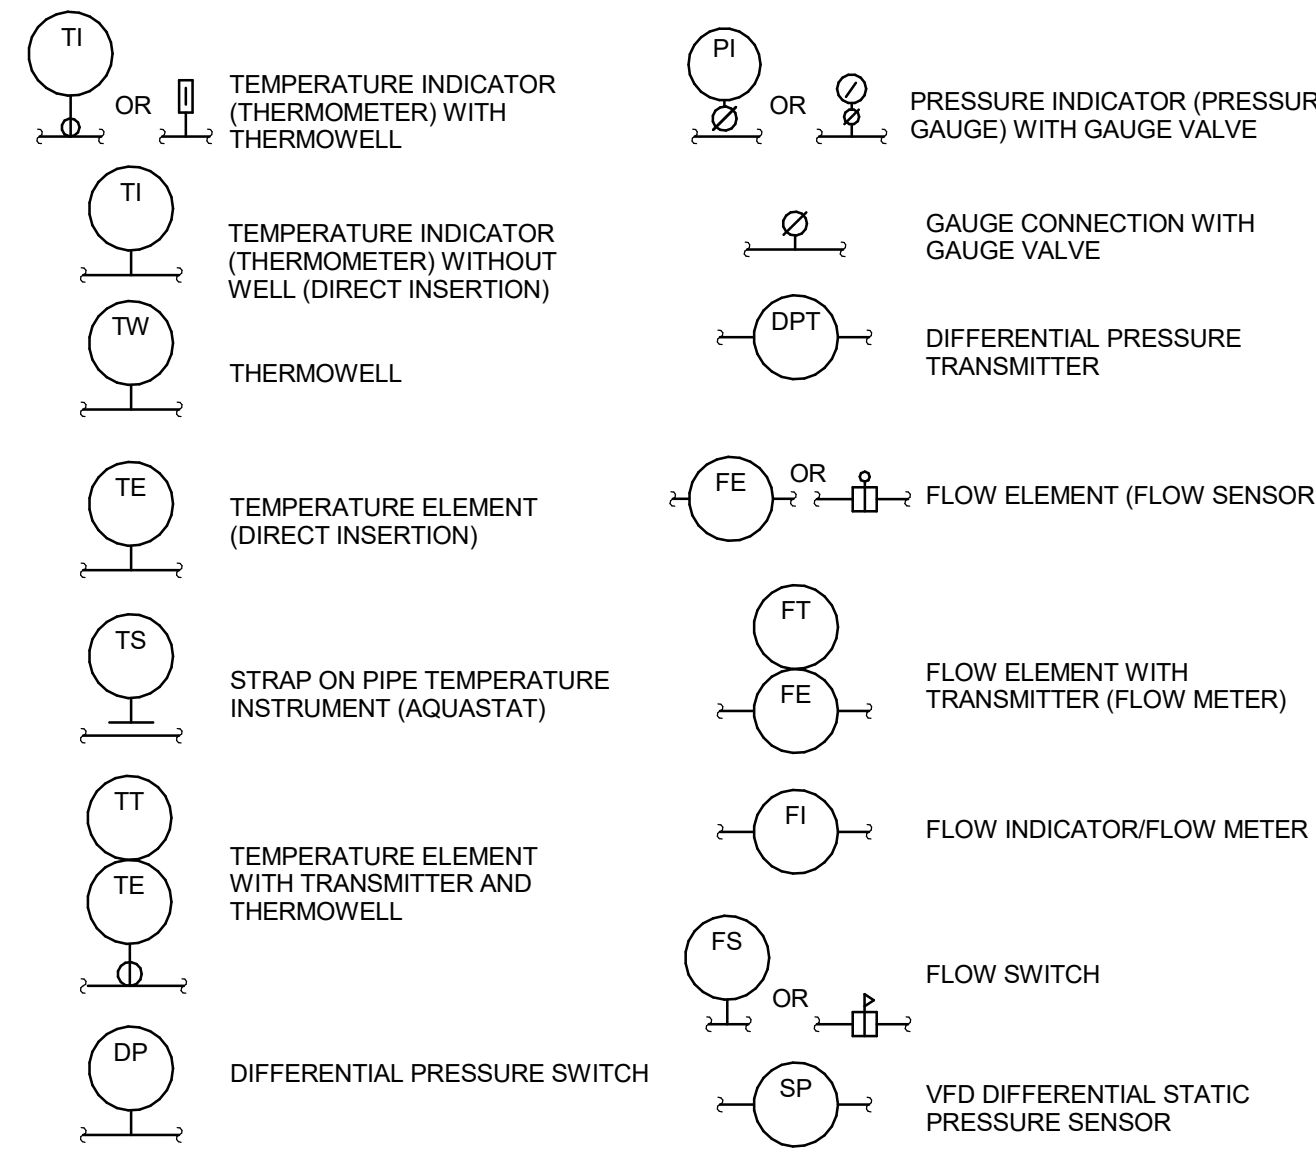 TI
OR
TEMPERATURE INDICATOR
(THERMOMETER) WITH
THERMOWELL
TI
TEMPERATURE INDICATOR
(THERMOMETER) WITHOUT
WELL (DIRECT INSERTION)
TW
THERMOWELL
TE
TEMPERATURE ELEMENT
(DIRECT INSERTION)
TS
STRAP ON PIPE TEMPERATURE
INSTRUMENT (AQUASTAT)
TT
TE
TEMPERATURE ELEMENT
WITH TRANSMITTER AND
THERMOWELL
DP
DIFFERENTIAL PRESSURE SWITCH
PI
OR
PRESSURE INDICATOR (PRESSUR
GAUGE) WITH GAUGE VALVE
GAUGE CONNECTION WITH
GAUGE VALVE
DPT
DIFFERENTIAL PRESSURE
TRANSMITTER
FE
OR
FLOW ELEMENT (FLOW SENSOR
FT
FE
FLOW ELEMENT WITH
TRANSMITTER (FLOW METER)
FI
FLOW INDICATOR/FLOW METER
FS
OR
FLOW SWITCH
SP
VFD DIFFERENTIAL STATIC
PRESSURE SENSOR